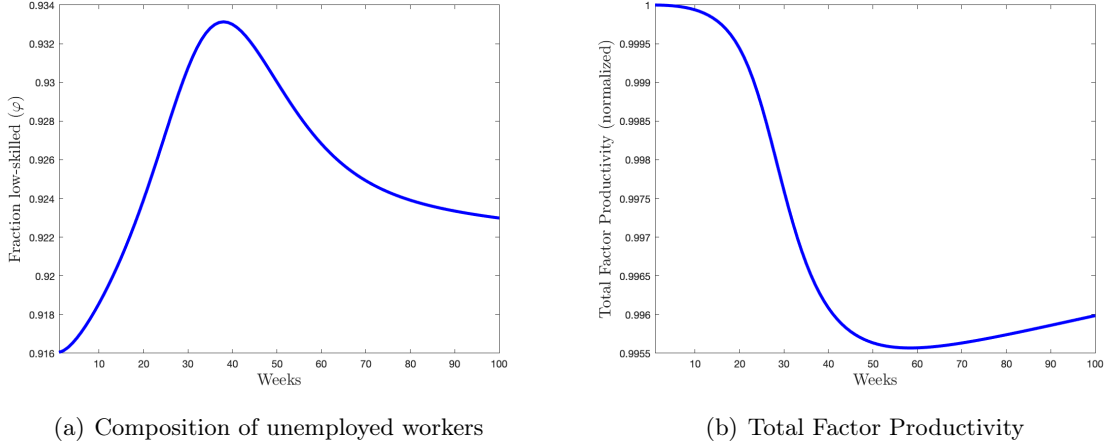 0.934
0.932
0.93
0.928
0.926
0.924
0.922
0.92
0.918
0.916
Fraction low-skilled (φ)
10 20 30 40 50 60 70 80 90 100
Weeks
(a) Composition of unemployed workers
1
0.9995
0.999
0.9985
0.998
0.9975
0.997
0.9965
0.996
0.9955
Total Factor Productivity (normalized)
10 20 30 40 50 60 70 80 90 100
Weeks
(b) Total Factor Productivity